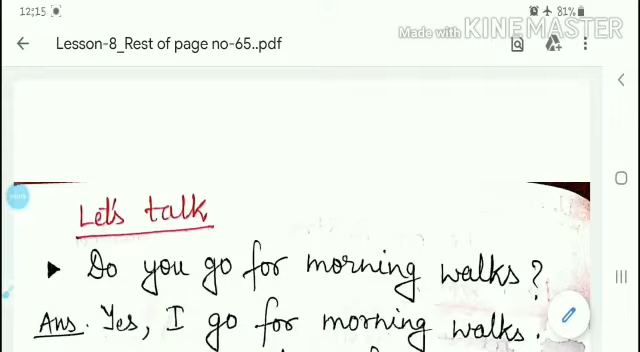 12:15 81%
Made with KINEMASTER
Lesson-8_Rest of page no-65..pdf
Let's talk
Do you go for morning walks?
Ans. Yes, I go for morning walks.